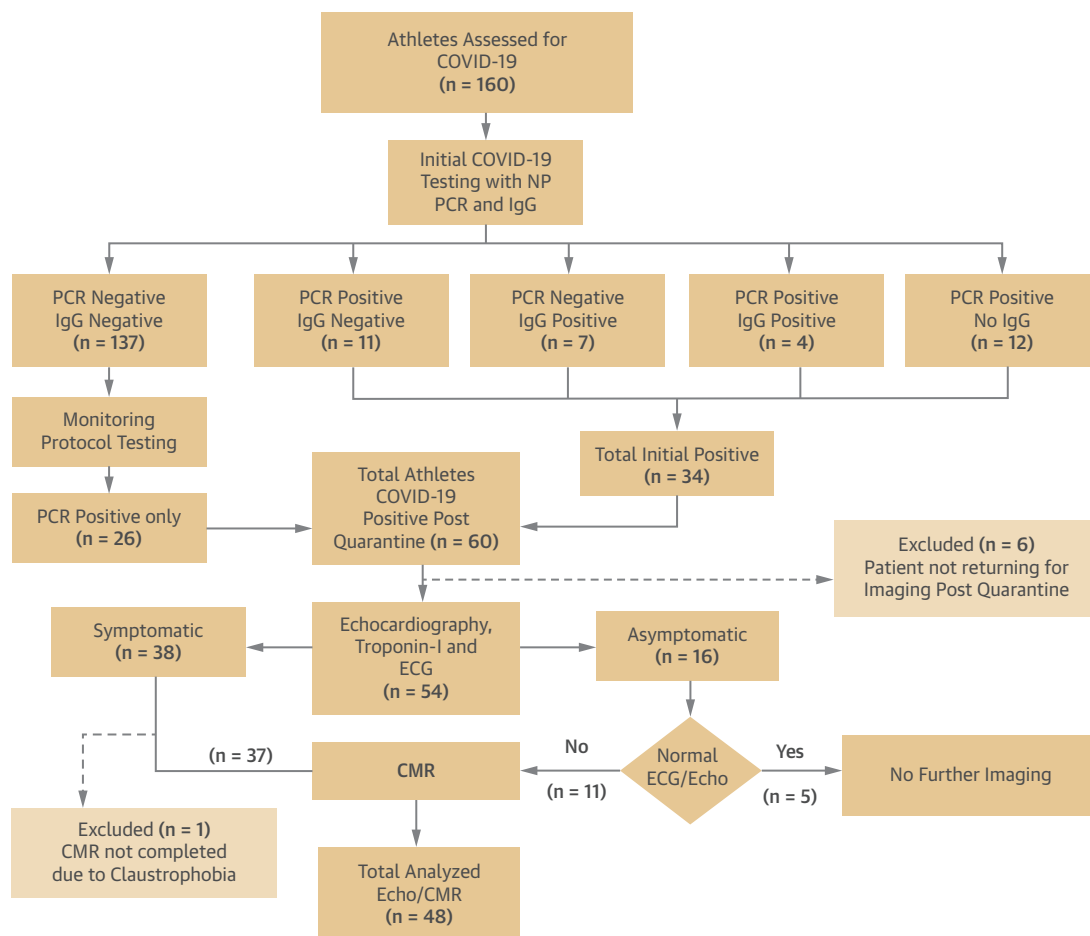 Athletes Assessed for
COVID-19
(n = 160)
Initial COVID-19
Testing with NP
PCR and IgG
PCR Negative
IgG Negative
(n = 137)
PCR Positive
IgG Negative
(n = 11)
PCR Negative
IgG Positive
(n = 7)
PCR Positive
IgG Positive
(n = 4)
PCR Positive
No IgG
(n = 12)
Monitoring
Protocol Testing
Total Initial Positive
(n = 34)
PCR Positive only
(n = 26)
Total Athletes
COVID-19
Positive Post
Quarantine (n = 60)
Excluded (n = 6)
Patient not returning for
Imaging Post Quarantine
Symptomatic
(n = 38)
Echocardiography,
Troponin-I and
ECG
(n = 54)
Asymptomatic
(n = 16)
(n = 37)
CMR
No
(n = 11)
Normal
ECG/Echo
Yes
(n = 5)
No Further Imaging
Excluded (n = 1)
CMR not completed
due to Claustrophobia
Total Analyzed
Echo/CMR
(n = 48)